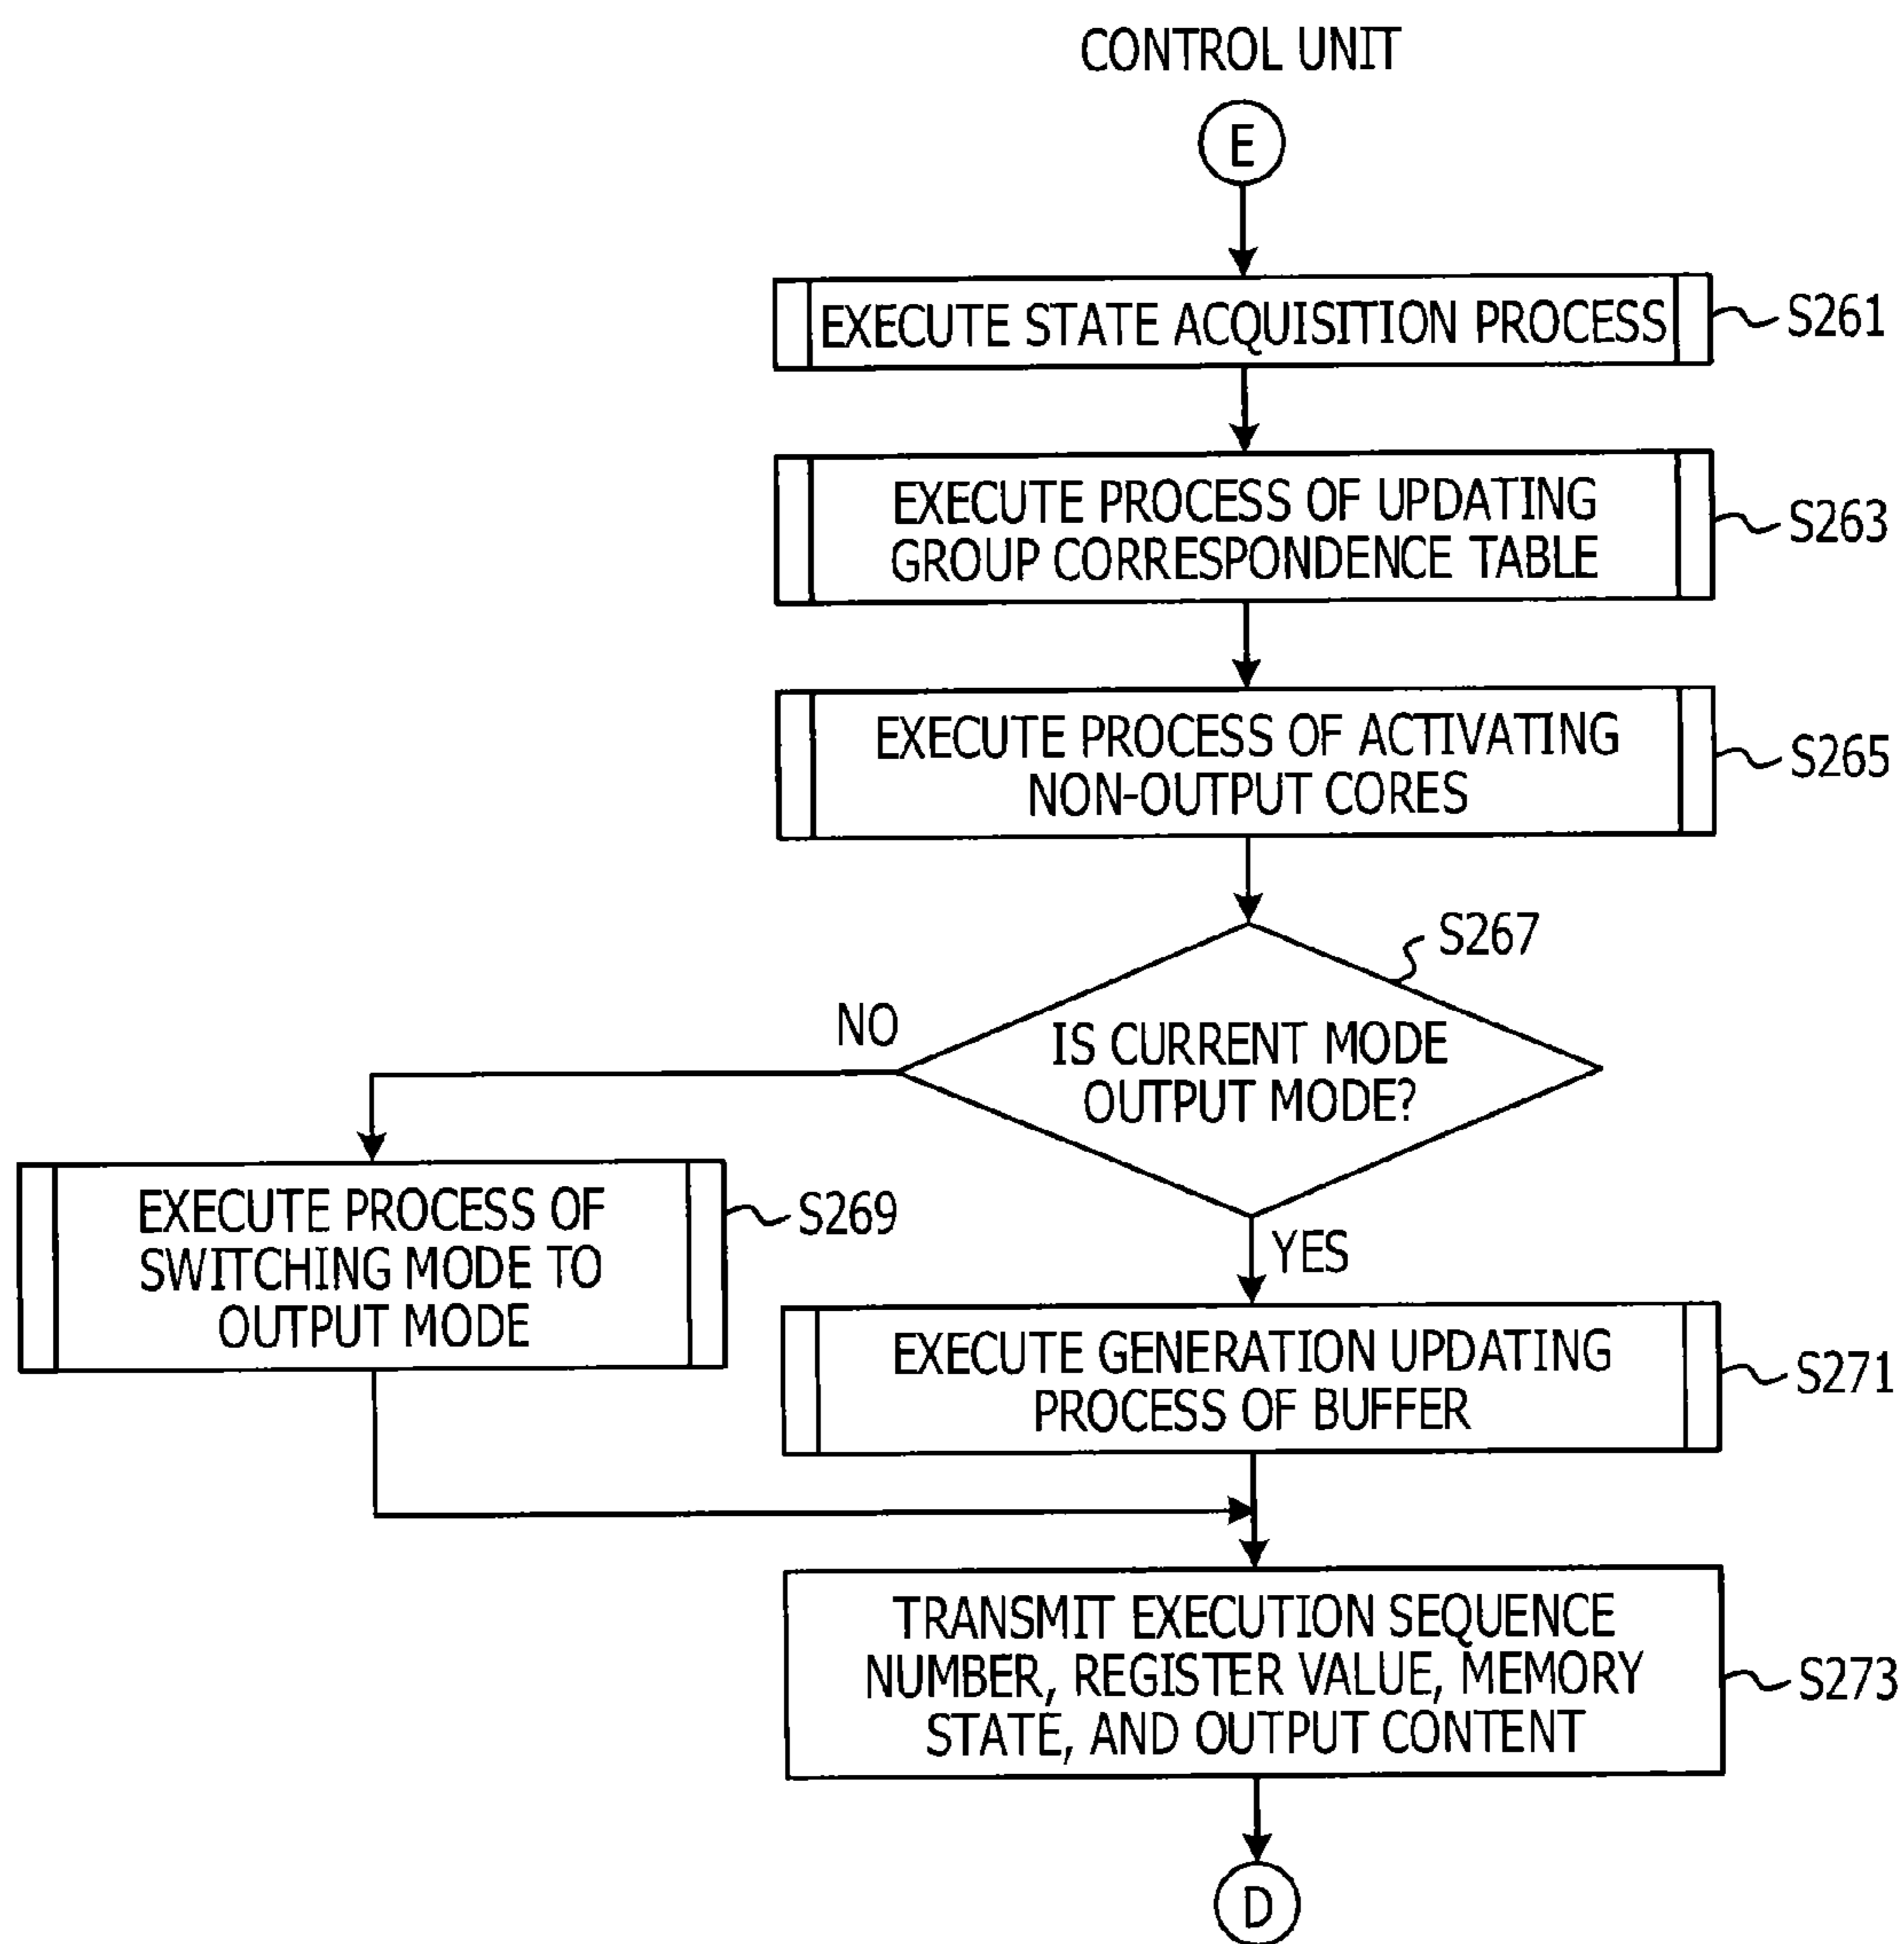 CONTROL UNIT
E
EXECUTE STATE ACQUISITION PROCESS
S261
EXECUTE PROCESS OF UPDATING
GROUP CORRESPONDENCE TABLE
S263
EXECUTE PROCESS OF ACTIVATING
NON-OUTPUT CORES
S265
S267
IS CURRENT MODE
OUTPUT MODE?
NO
YES
EXECUTE PROCESS OF
SWITCHING MODE TO
OUTPUT MODE
S269
EXECUTE GENERATION UPDATING
PROCESS OF BUFFER
S271
TRANSMIT EXECUTION SEQUENCE
NUMBER, REGISTER VALUE, MEMORY
STATE, AND OUTPUT CONTENT
S273
D